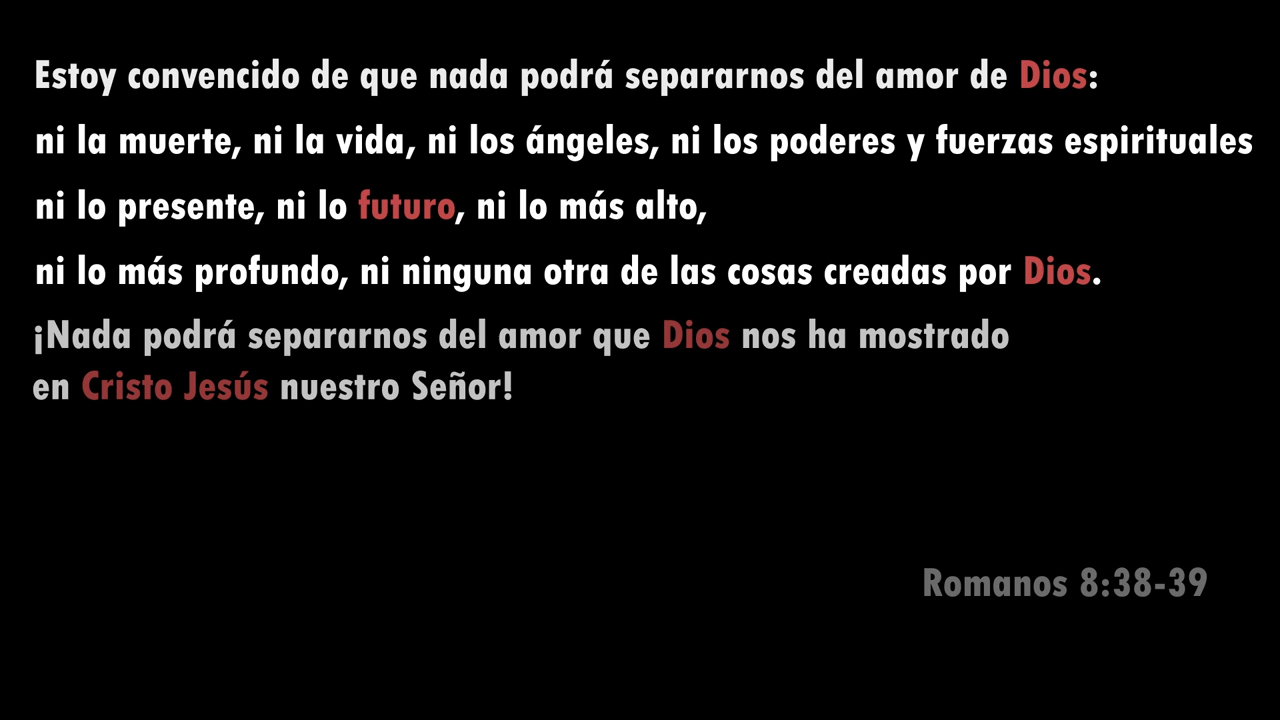 Estoy convencido de que nada podrá separarnos del amor de Dios:
ni la muerte, ni la vida, ni los ángeles, ni los poderes y fuerzas espirituales
ni lo presente, ni lo futuro, ni lo más alto,
ni lo más profundo, ni ninguna otra de las cosas creadas por Dios.
¡Nada podrá separarnos del amor que Dios nos ha mostrado
en Cristo Jesús nuestro Señor!
Romanos 8:38-39